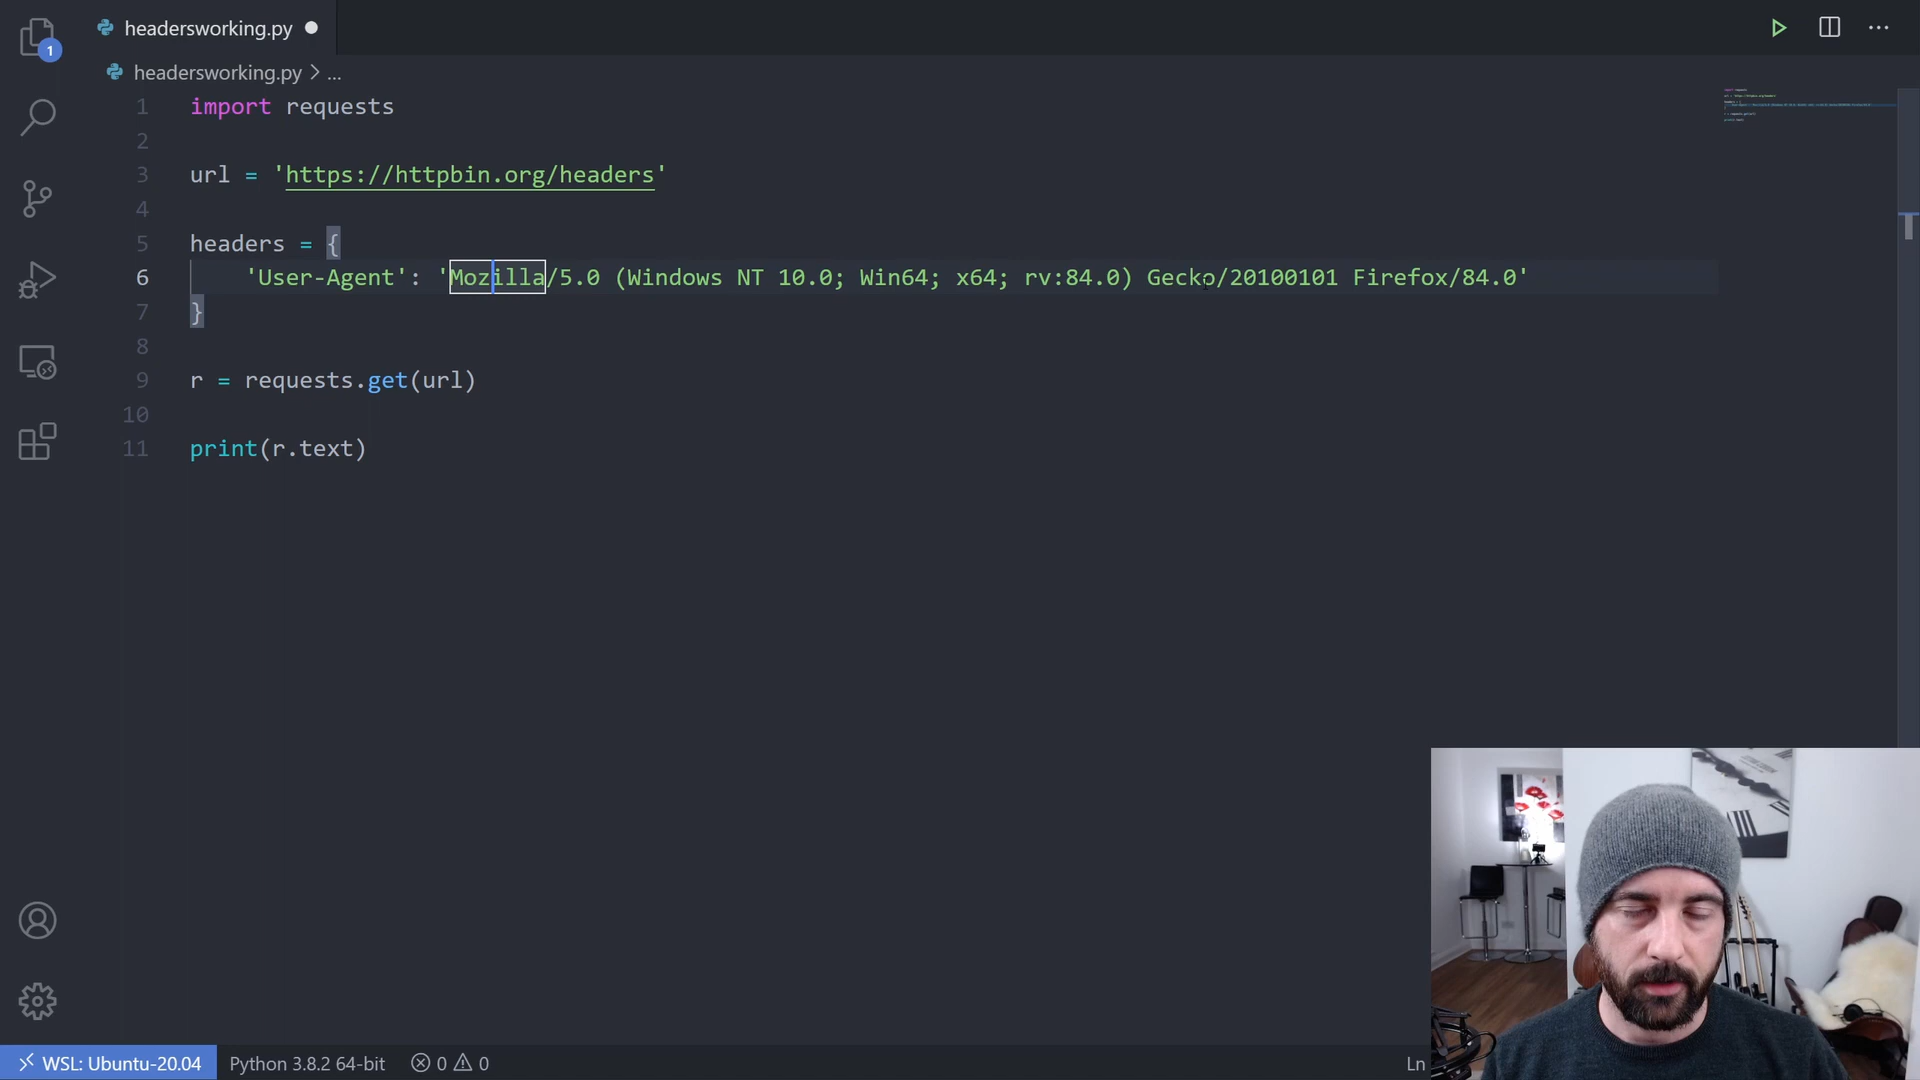 headersworking.py
1
headersworking.py > ...
1 import requests
2
3 url = 'https://httpbin.org/headers'
4
5 headers = {
6 'User-Agent': 'Mozilla/5.0 (Windows NT 10.0; Win64; x64; rv:84.0) Gecko/20100101 Firefox/84.0'
7 }
8
9 r = requests.get(url)
10
11 print(r.text)
WSL: Ubuntu-20.04 Python 3.8.2 64-bit 0 0 Ln